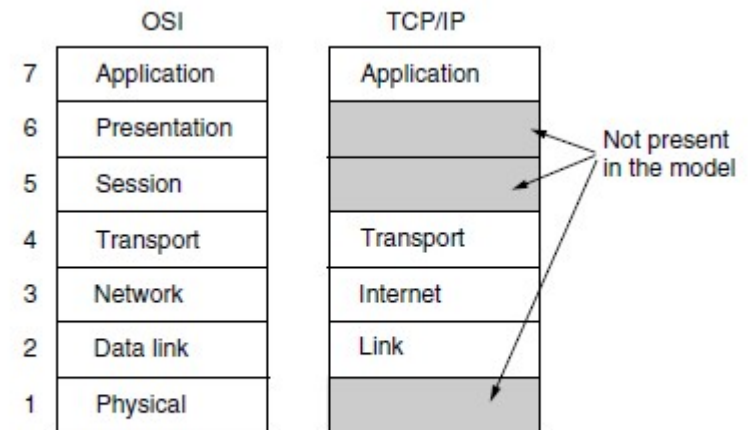 OSI TCP/IP
7 Application Application
6 Presentation
5 Session
4 Transport Transport
3 Network Internet
2 Data link Link
1 Physical
Not present
in the model